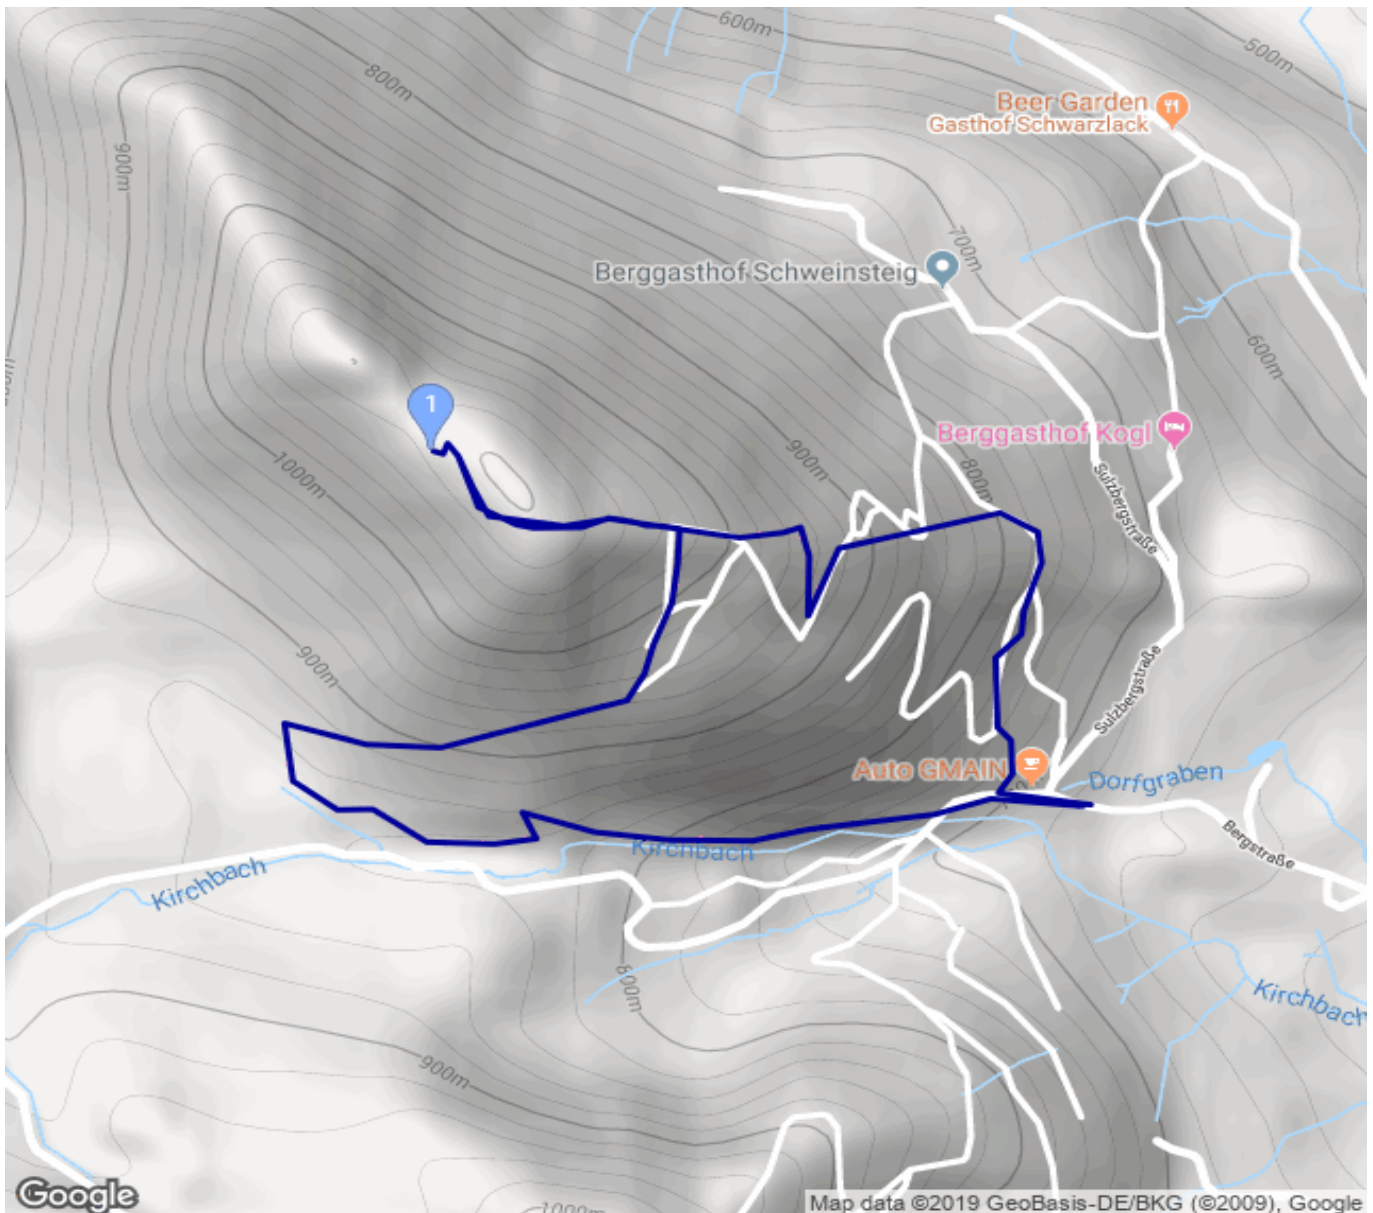 600m
500m
800m
Beer Garden
Gasthof Schwarzlack
900m
700m
Berggasthof Schweinsteig
600m
1
Berggasthof Kogl
900m
1000m
800m
Sulzbergstraße
900m
Sulzbergstraße
Auto GMAIN
Dorfgraben
Bergstraße
Kirchbach
Kirchbach
800m
Kirchbach
900m
1000m
Google
Map data ©2019 GeoBasis-DE/BKG (©2009), Google